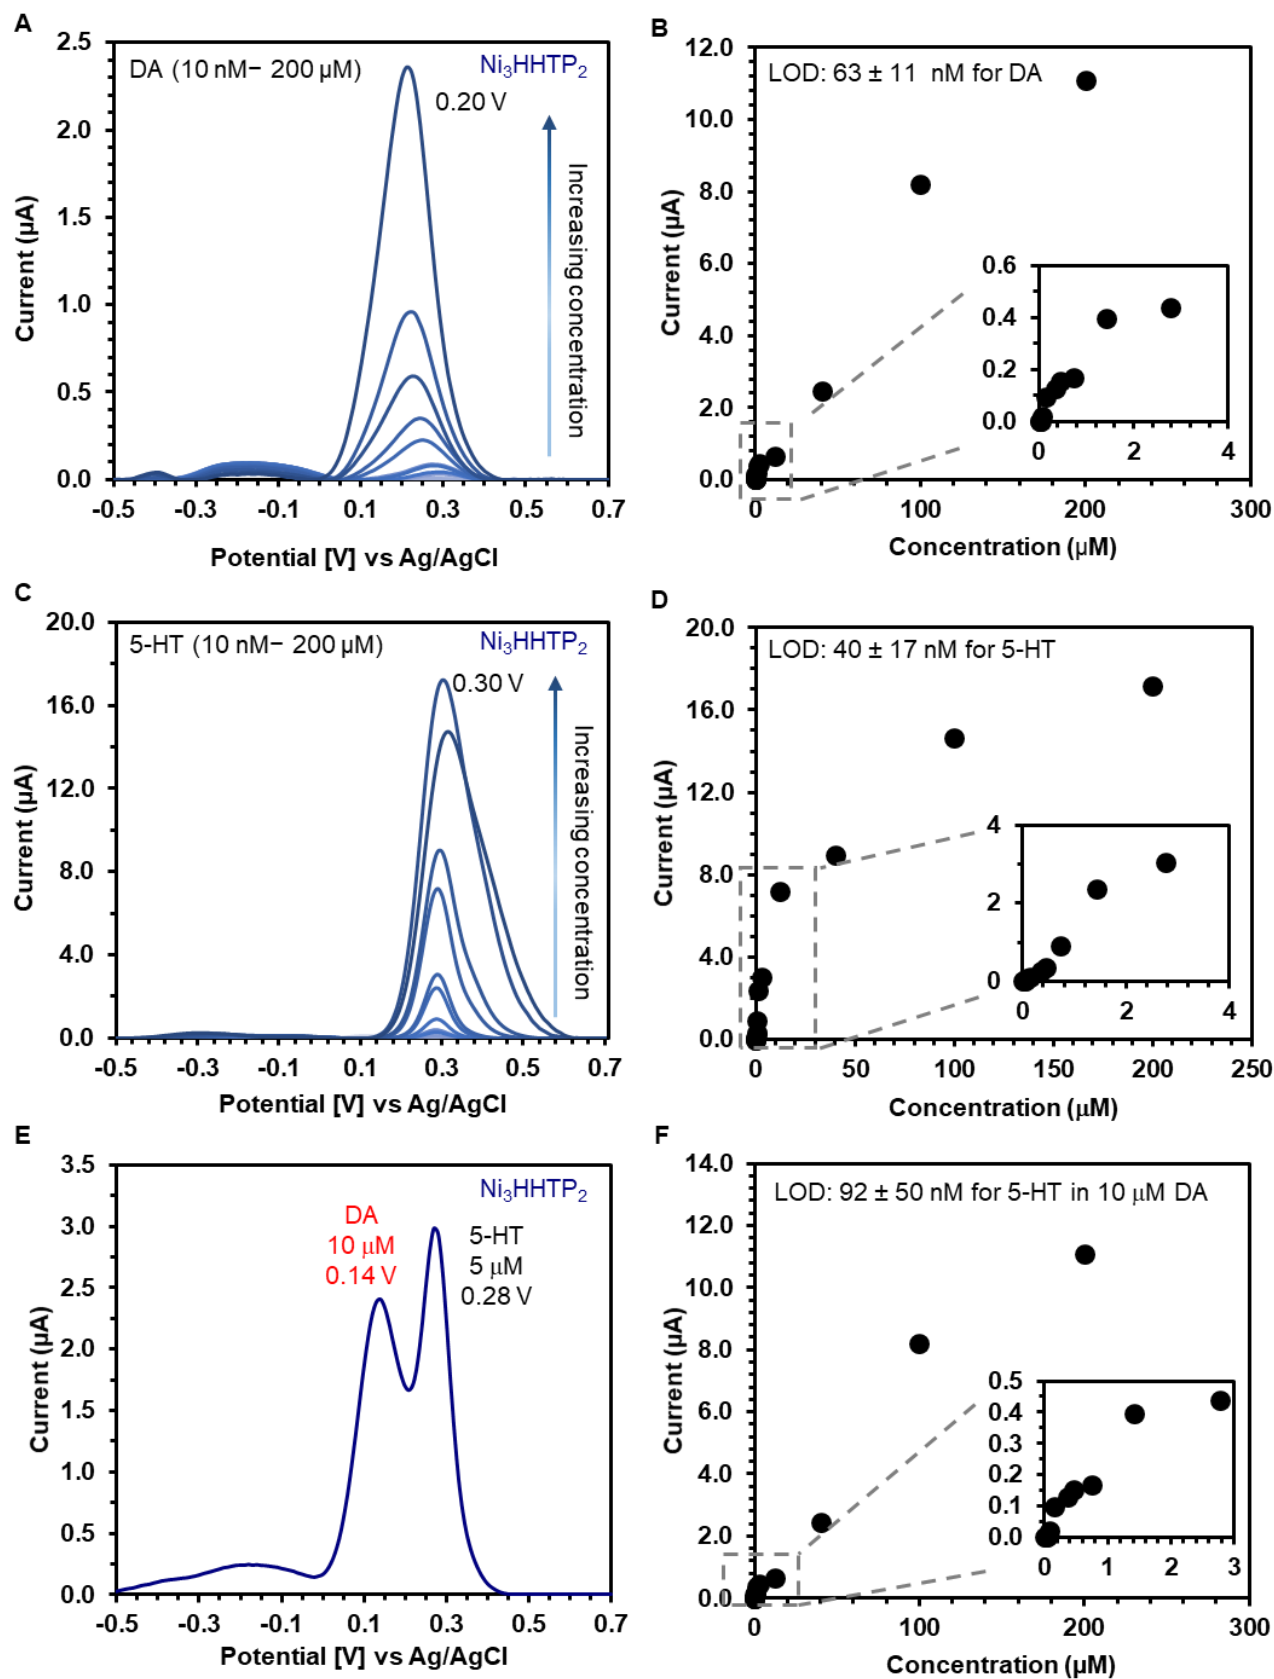 A
DA (10 nM− 200 µM)
Ni₃HHTP₂
0.20 V
Increasing concentration
2.5
2.0
1.5
1.0
0.5
0.0
Current (µA)
-0.5 -0.3 -0.1 0.1 0.3 0.5 0.7
Potential [V] vs Ag/AgCl
B
LOD: 63 ± 11 nM for DA
12.0
10.0
8.0
6.0
4.0
2.0
0.0
Current (µA)
0.6
0.4
0.2
0.0
0 2 4
0 100 200 300
Concentration (µM)
C
5-HT (10 nM− 200 µM)
Ni₃HHTP₂
0.30 V
Increasing concentration
20.0
16.0
12.0
8.0
4.0
0.0
Current (µA)
-0.5 -0.3 -0.1 0.1 0.3 0.5 0.7
Potential [V] vs Ag/AgCl
D
LOD: 40 ± 17 nM for 5-HT
20.0
16.0
12.0
8.0
4.0
0.0
Current (µA)
4
2
0
0 2 4
0 50 100 150 200 250
Concentration (µM)
E
Ni₃HHTP₂
DA
10 µM
0.14 V
5-HT
5 µM
0.28 V
3.5
3.0
2.5
2.0
1.5
1.0
0.5
0.0
Current (µA)
-0.5 -0.3 -0.1 0.1 0.3 0.5 0.7
Potential [V] vs Ag/AgCl
F
LOD: 92 ± 50 nM for 5-HT in 10 µM DA
14.0
12.0
10.0
8.0
6.0
4.0
2.0
0.0
Current (µA)
0.5
0.4
0.3
0.2
0.1
0.0
0 1 2 3
0 100 200 300
Concentration (µM)